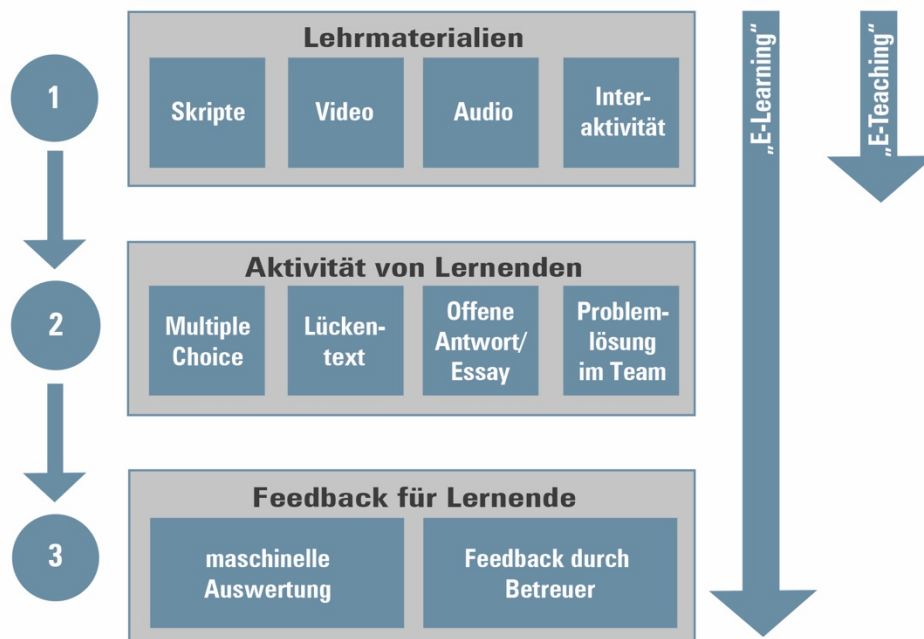 Lehrmaterialien
1
Skripte
Video
Audio
Inter-
aktivität
Aktivität von Lernenden
2
Multiple
Choice
Lücken-
text
Offene
Antwort/
Essay
Problem-
lösung
im Team
Feedback für Lernende
3
maschinelle
Auswertung
Feedback durch
Betreuer
„E-Learning“
„E-Teaching“